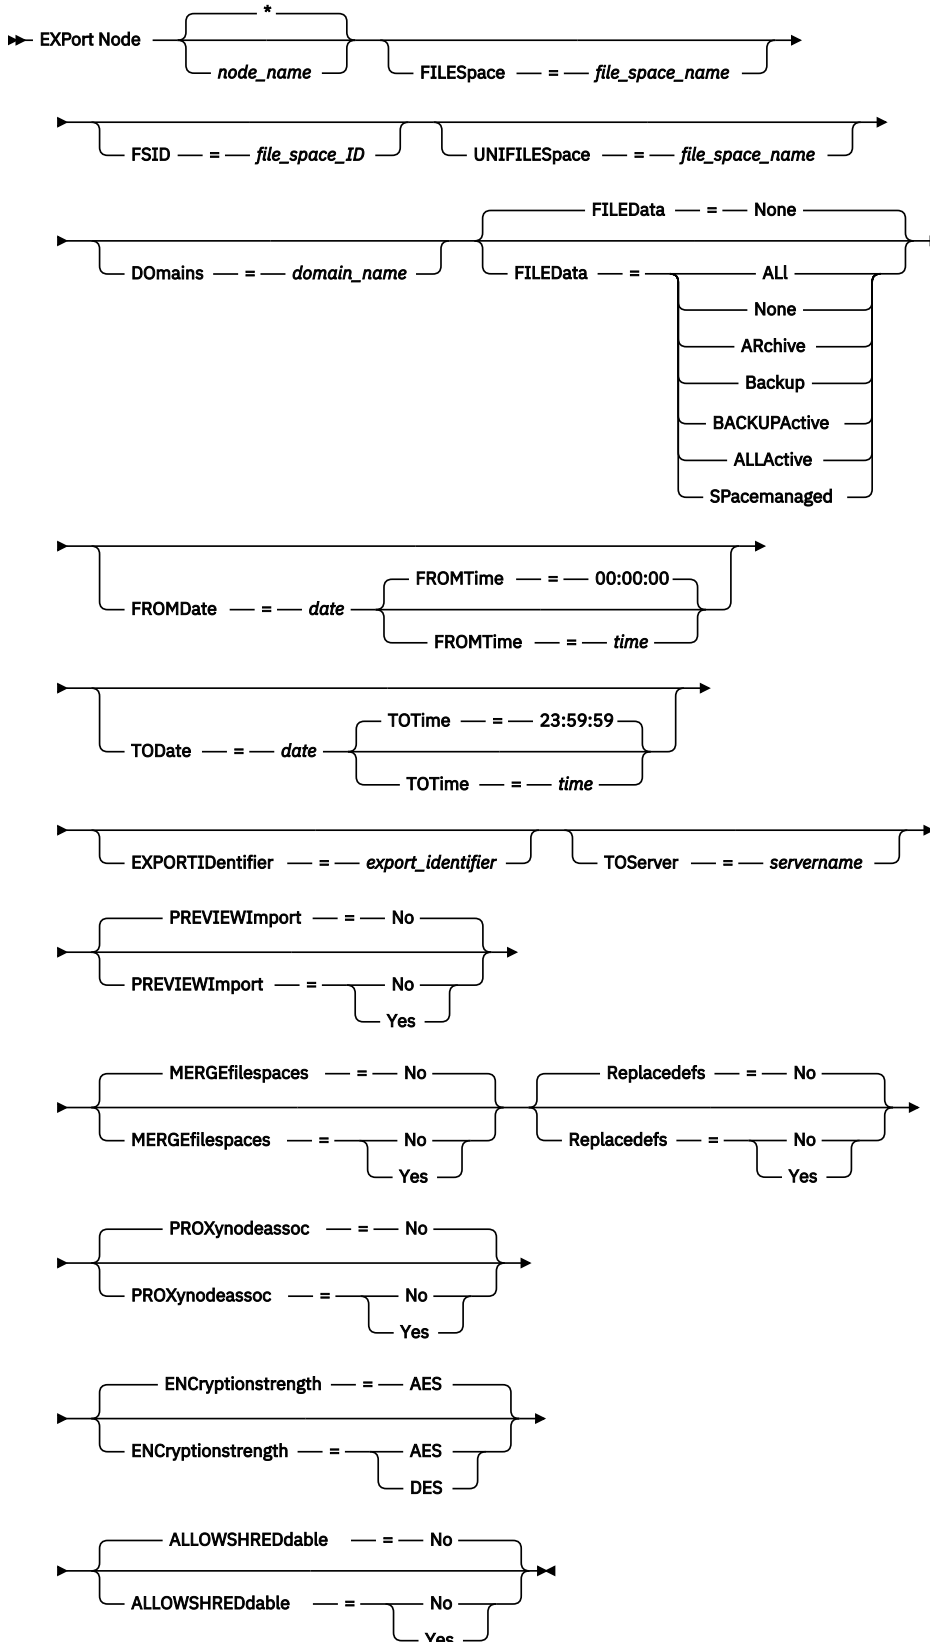 *
EXPort Node
node_name
FILESpace = file_space_name
FSID = file_space_ID
UNIFILESpace = file_space_name
FILEData = None
DOmains = domain_name
FILEData = ALl
None
ARchive
Backup
BACKUPActive
ALLActive
SPacemanaged
FROMTime = 00:00:00
FROMDate = date
FROMTime = time
TOTime = 23:59:59
TODate = date
TOTime = time
EXPORTIDentifier = export_identifier
TOServer = servername
PREVIEWImport = No
PREVIEWImport = No
Yes
MERGEfilespaces = No
Replacedefs = No
MERGEfilespaces = No
Replacedefs = No
Yes
Yes
PROXynodeassoc = No
PROXynodeassoc = No
Yes
ENCryptionstrength = AES
ENCryptionstrength = AES
DES
ALLOWSHREDdable = No
ALLOWSHREDdable = No
Yes